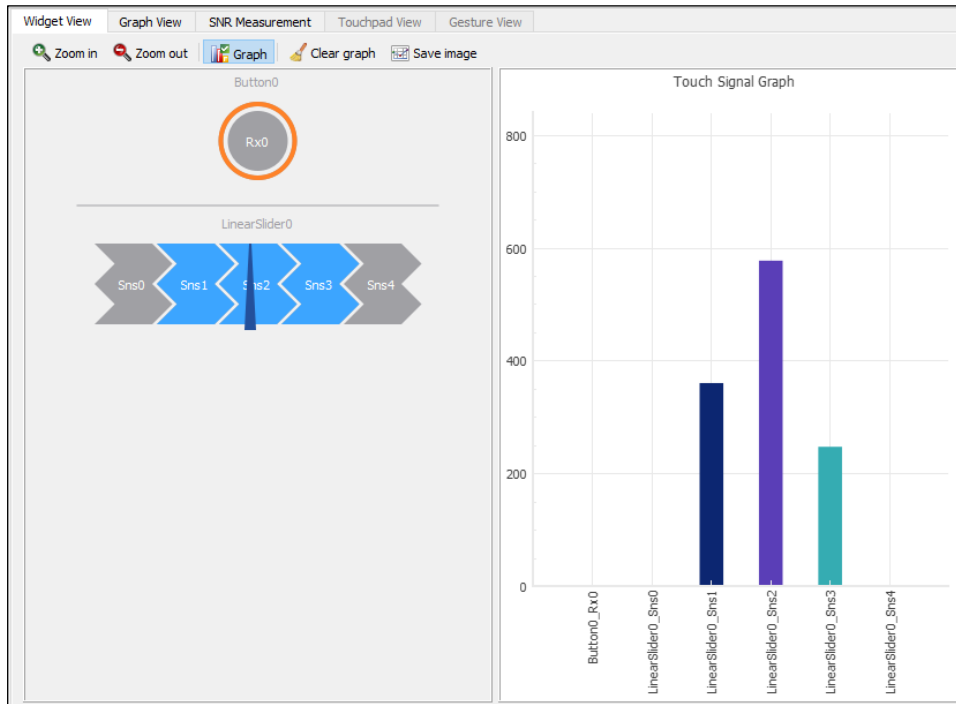 Widget View Graph View SNR Measurement Touchpad View Gesture View
Zoom in Zoom out Graph Clear graph Save image
Button0
Rx0
LinearSlider0
Sns0 Sns1 Sns2 Sns3 Sns4
Touch Signal Graph
800
600
400
200
0
Button0_Rx0
LinearSlider0_Sns0
LinearSlider0_Sns1
LinearSlider0_Sns2
LinearSlider0_Sns3
LinearSlider0_Sns4